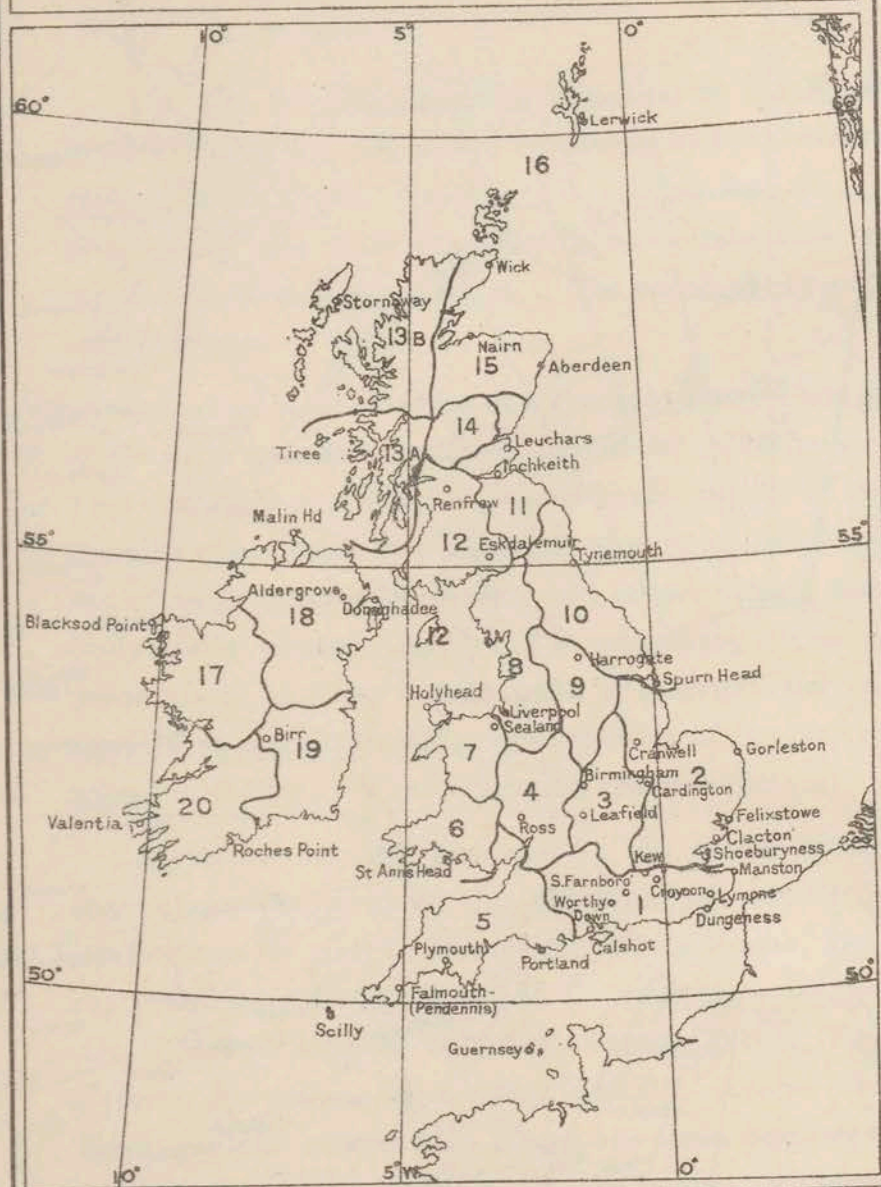 10° 5° 0 5
60° 60
Lerwick
16
Wick
Stornoway
13 B
Nairn
15
Aberdeen
14
Tiree
13 A
Leuchars
Inchkeith
Renfrew
11
Malin Hd
12
Eskdalemuir
55° 55°
Tynemouth
Aldergrove
Donaghadee
18
10
Blacksod Point
12
Harrogate
17
8
9
Spurn Head
Holyhead
Liverpool
Sealand
Birr
19
Cranwell
Gorleston
7
Birmingham
2
Cardington
4
3
20
Leafield
Valentia
Ross
Felixstowe
6
Clacton
Roches Point
Shoeburyness
St Anns Head
Kew
Manston
S. Farnboro'
Croydon
Lympne
Worthy
Down
1
Dungeness
5
Plymouth
Portland
Calshot
50° 50°
Falmouth-
(Pendennis)
Scilly
Guernsey
10° 5°W 0°